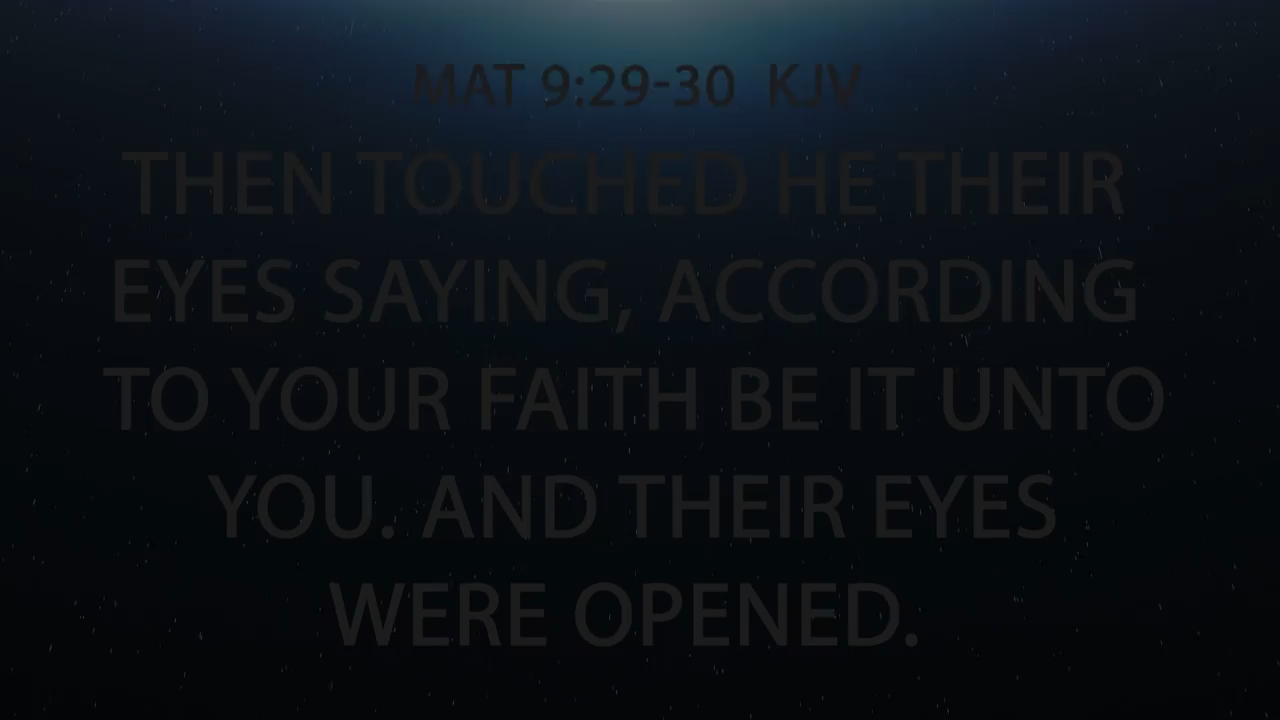 MAT 9:29-30 KJV
THEN TOUCHED HE THEIR
EYES SAYING, ACCORDING
TO YOUR FAITH BE IT UNTO
YOU. AND THEIR EYES
WERE OPENED.